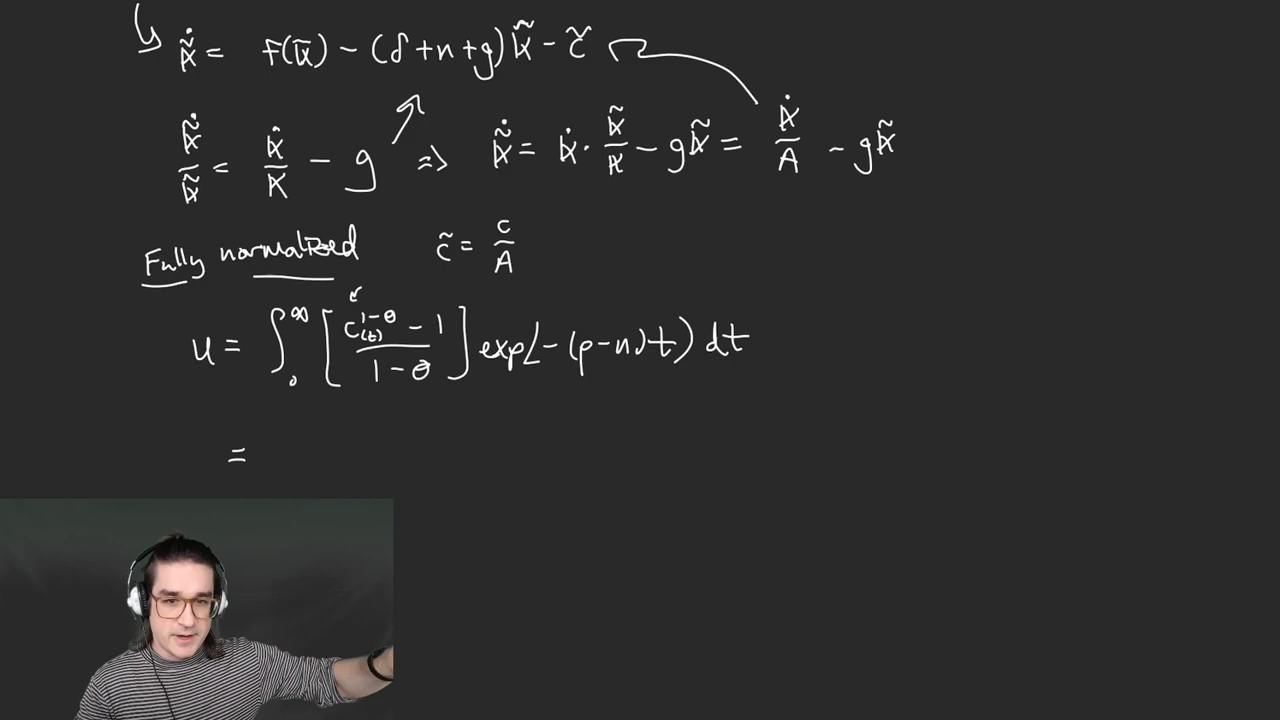 ↳ k̃̇ = f(k̃) − (δ+n+g)k̃ − c̃
k̃̇/k̃ = k̇/k − g ⇒ k̃̇ = k̇ · k̃/k − gk̃ = k̇/A − gk̃
Fully normalized c̃ = c/A
U = ∫₀^∞ [(c(t)^{1−θ} − 1)/(1−θ)] exp(−(ρ−n)t) dt
=